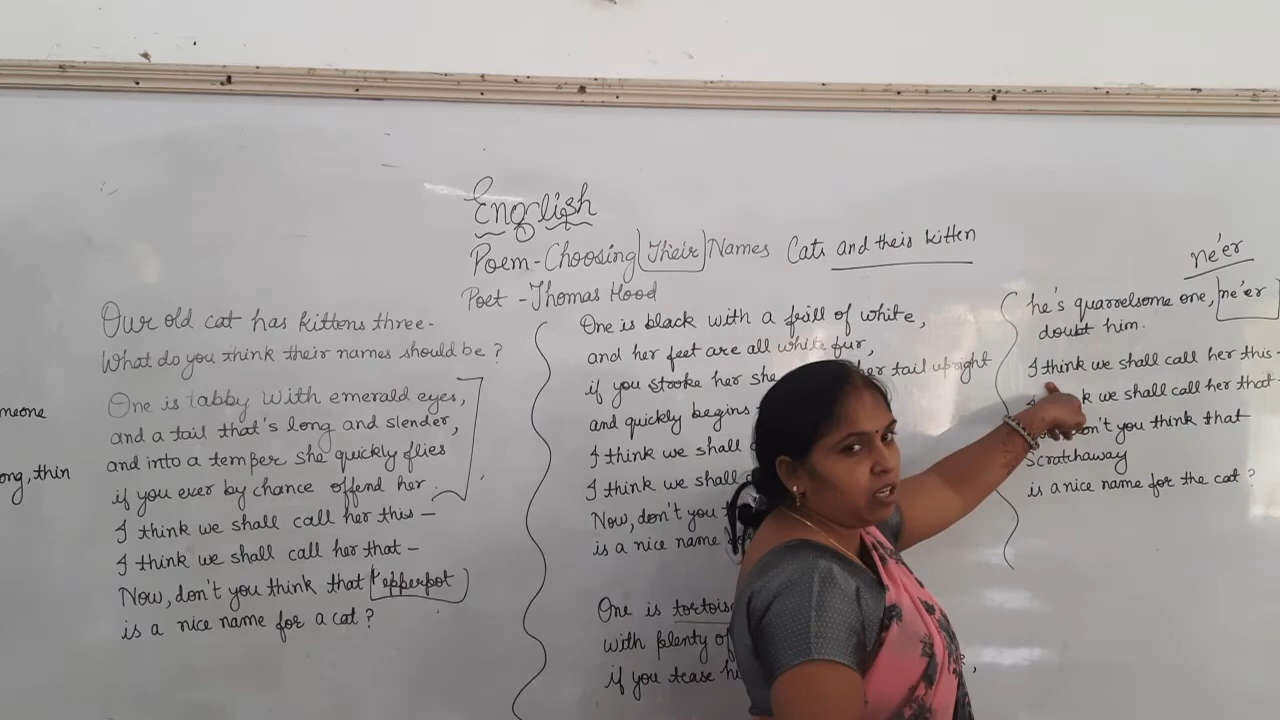 English
Poem-Choosing Their Names Cats and their kitten
Poet - Thomas Hood
meone
ong, thin
Our old cat has kittens three-
What do you think their names should be?
One is tabby with emerald eyes,
and a tail that's long and slender,
and into a temper she quickly flies
if you ever by chance offend her.
I think we shall call her this -
I think we shall call her that -
Now, don't you think that Pepperpot
is a nice name for a cat?
One is black with a frill of white,
and her feet are all white fur,
if you stroke her she her tail upright
and quickly begins
I think we shall
I think we shall
Now, don't you
is a nice name
One is tortois
with plenty of
if you tease hi
ne'er
he's quarrelsome one, ne'er
doubt him.
I think we shall call her this -
k we shall call her that -
don't you think that
Scratchaway
is a nice name for the cat?